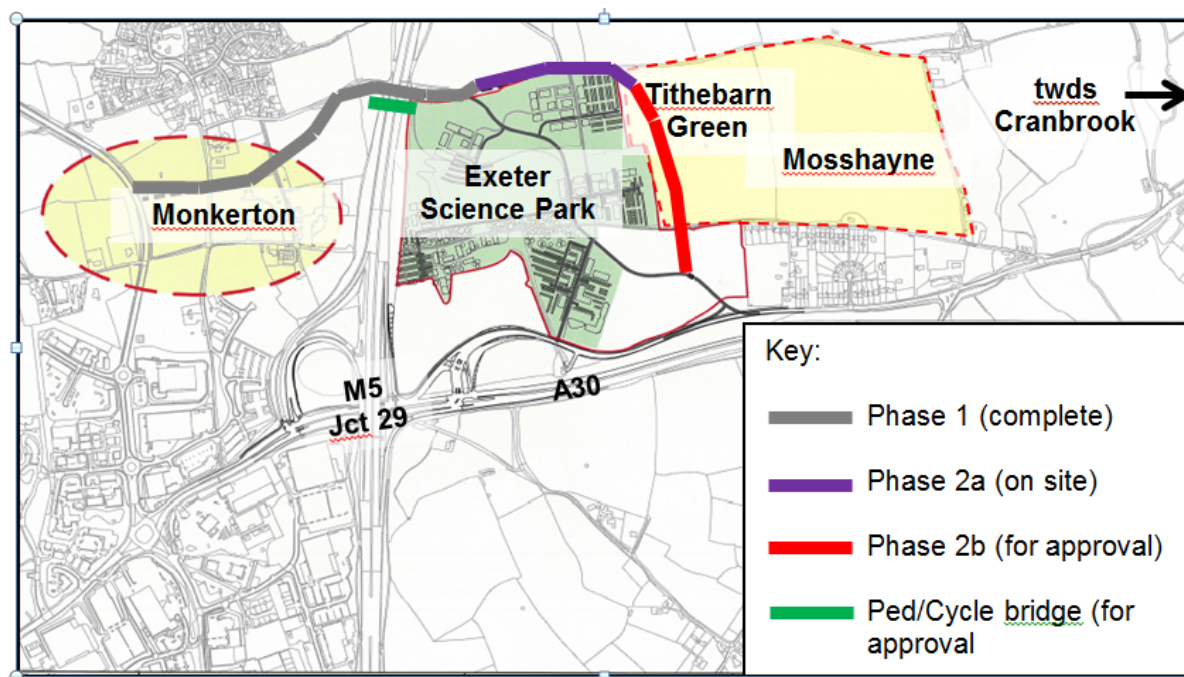 Tithebarn
Green
twds
Cranbrook
Mosshayne
Exeter
Science Park
Monkerton
M5
Jct 29
A30
Key:
Phase 1 (complete)
Phase 2a (on site)
Phase 2b (for approval)
Ped/Cycle bridge (for
approval